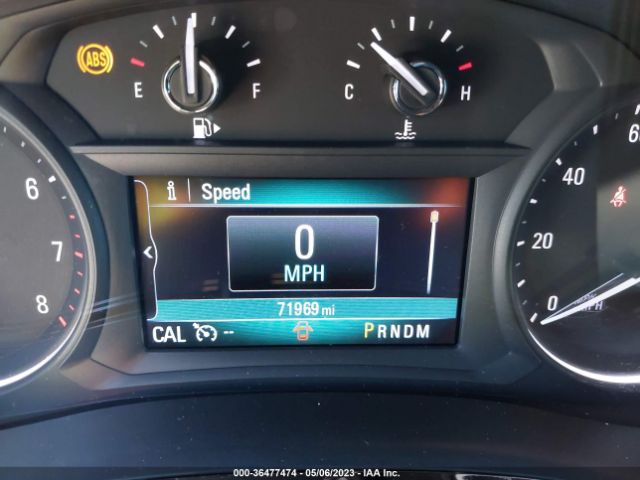 ABS
E F
C H
i Speed
0
MPH
71969 mi
CAL -- PRNDM
6
7
8
60
40
20
0
000-36477474 - 05/06/2023 - IAA Inc.